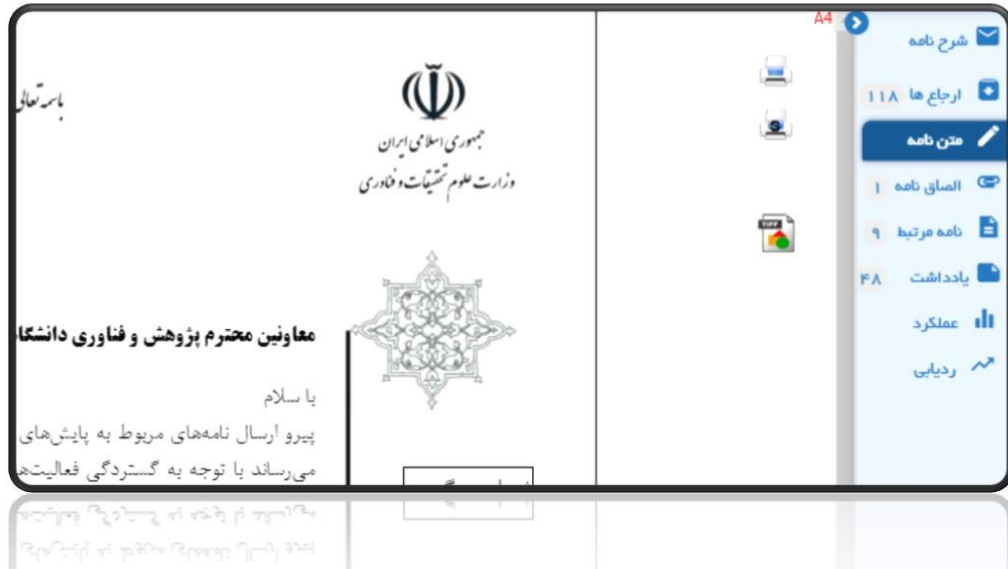 شرح نامه
ارجاع ها ۱۱۸
متن نامه
الصاق نامه ۱
نامه مرتبط ۹
یادداشت ۴۸
عملکرد
ردیابی
A4
TIFF
باسمه تعالی
جمهوری اسلامی ایران
وزارت علوم تحقیقات و فناوری
معاونین محترم پژوهش و فناوری
با سلام
پیرو ارسال نامه‌های مربوط به پایش‌های
می‌رساند با توجه به گستردگی